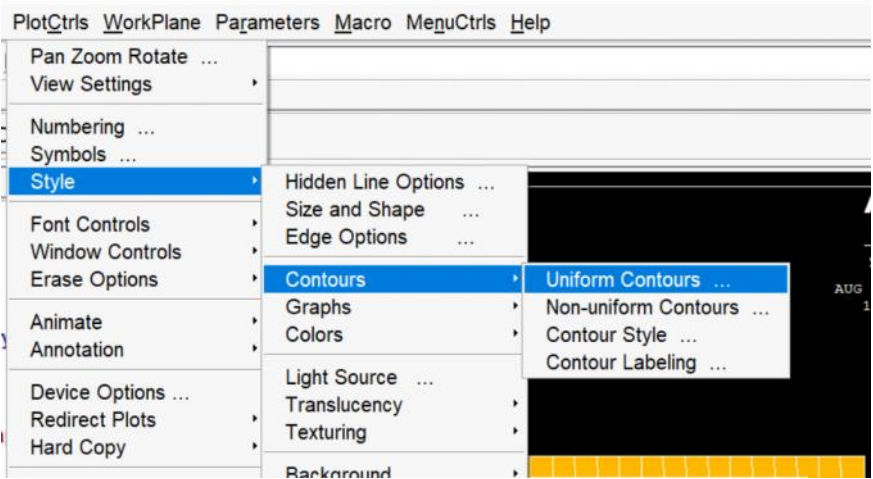 PlotCtrls WorkPlane Parameters Macro MenuCtrls Help
Pan Zoom Rotate ...
View Settings
Numbering ...
Symbols ...
Style
Font Controls
Window Controls
Erase Options
Animate
Annotation
Device Options ...
Redirect Plots
Hard Copy
Hidden Line Options ...
Size and Shape ...
Edge Options ...
Contours
Graphs
Colors
Light Source ...
Translucency
Texturing
Background
Uniform Contours ...
Non-uniform Contours ...
Contour Style ...
Contour Labeling ...
AUG
1